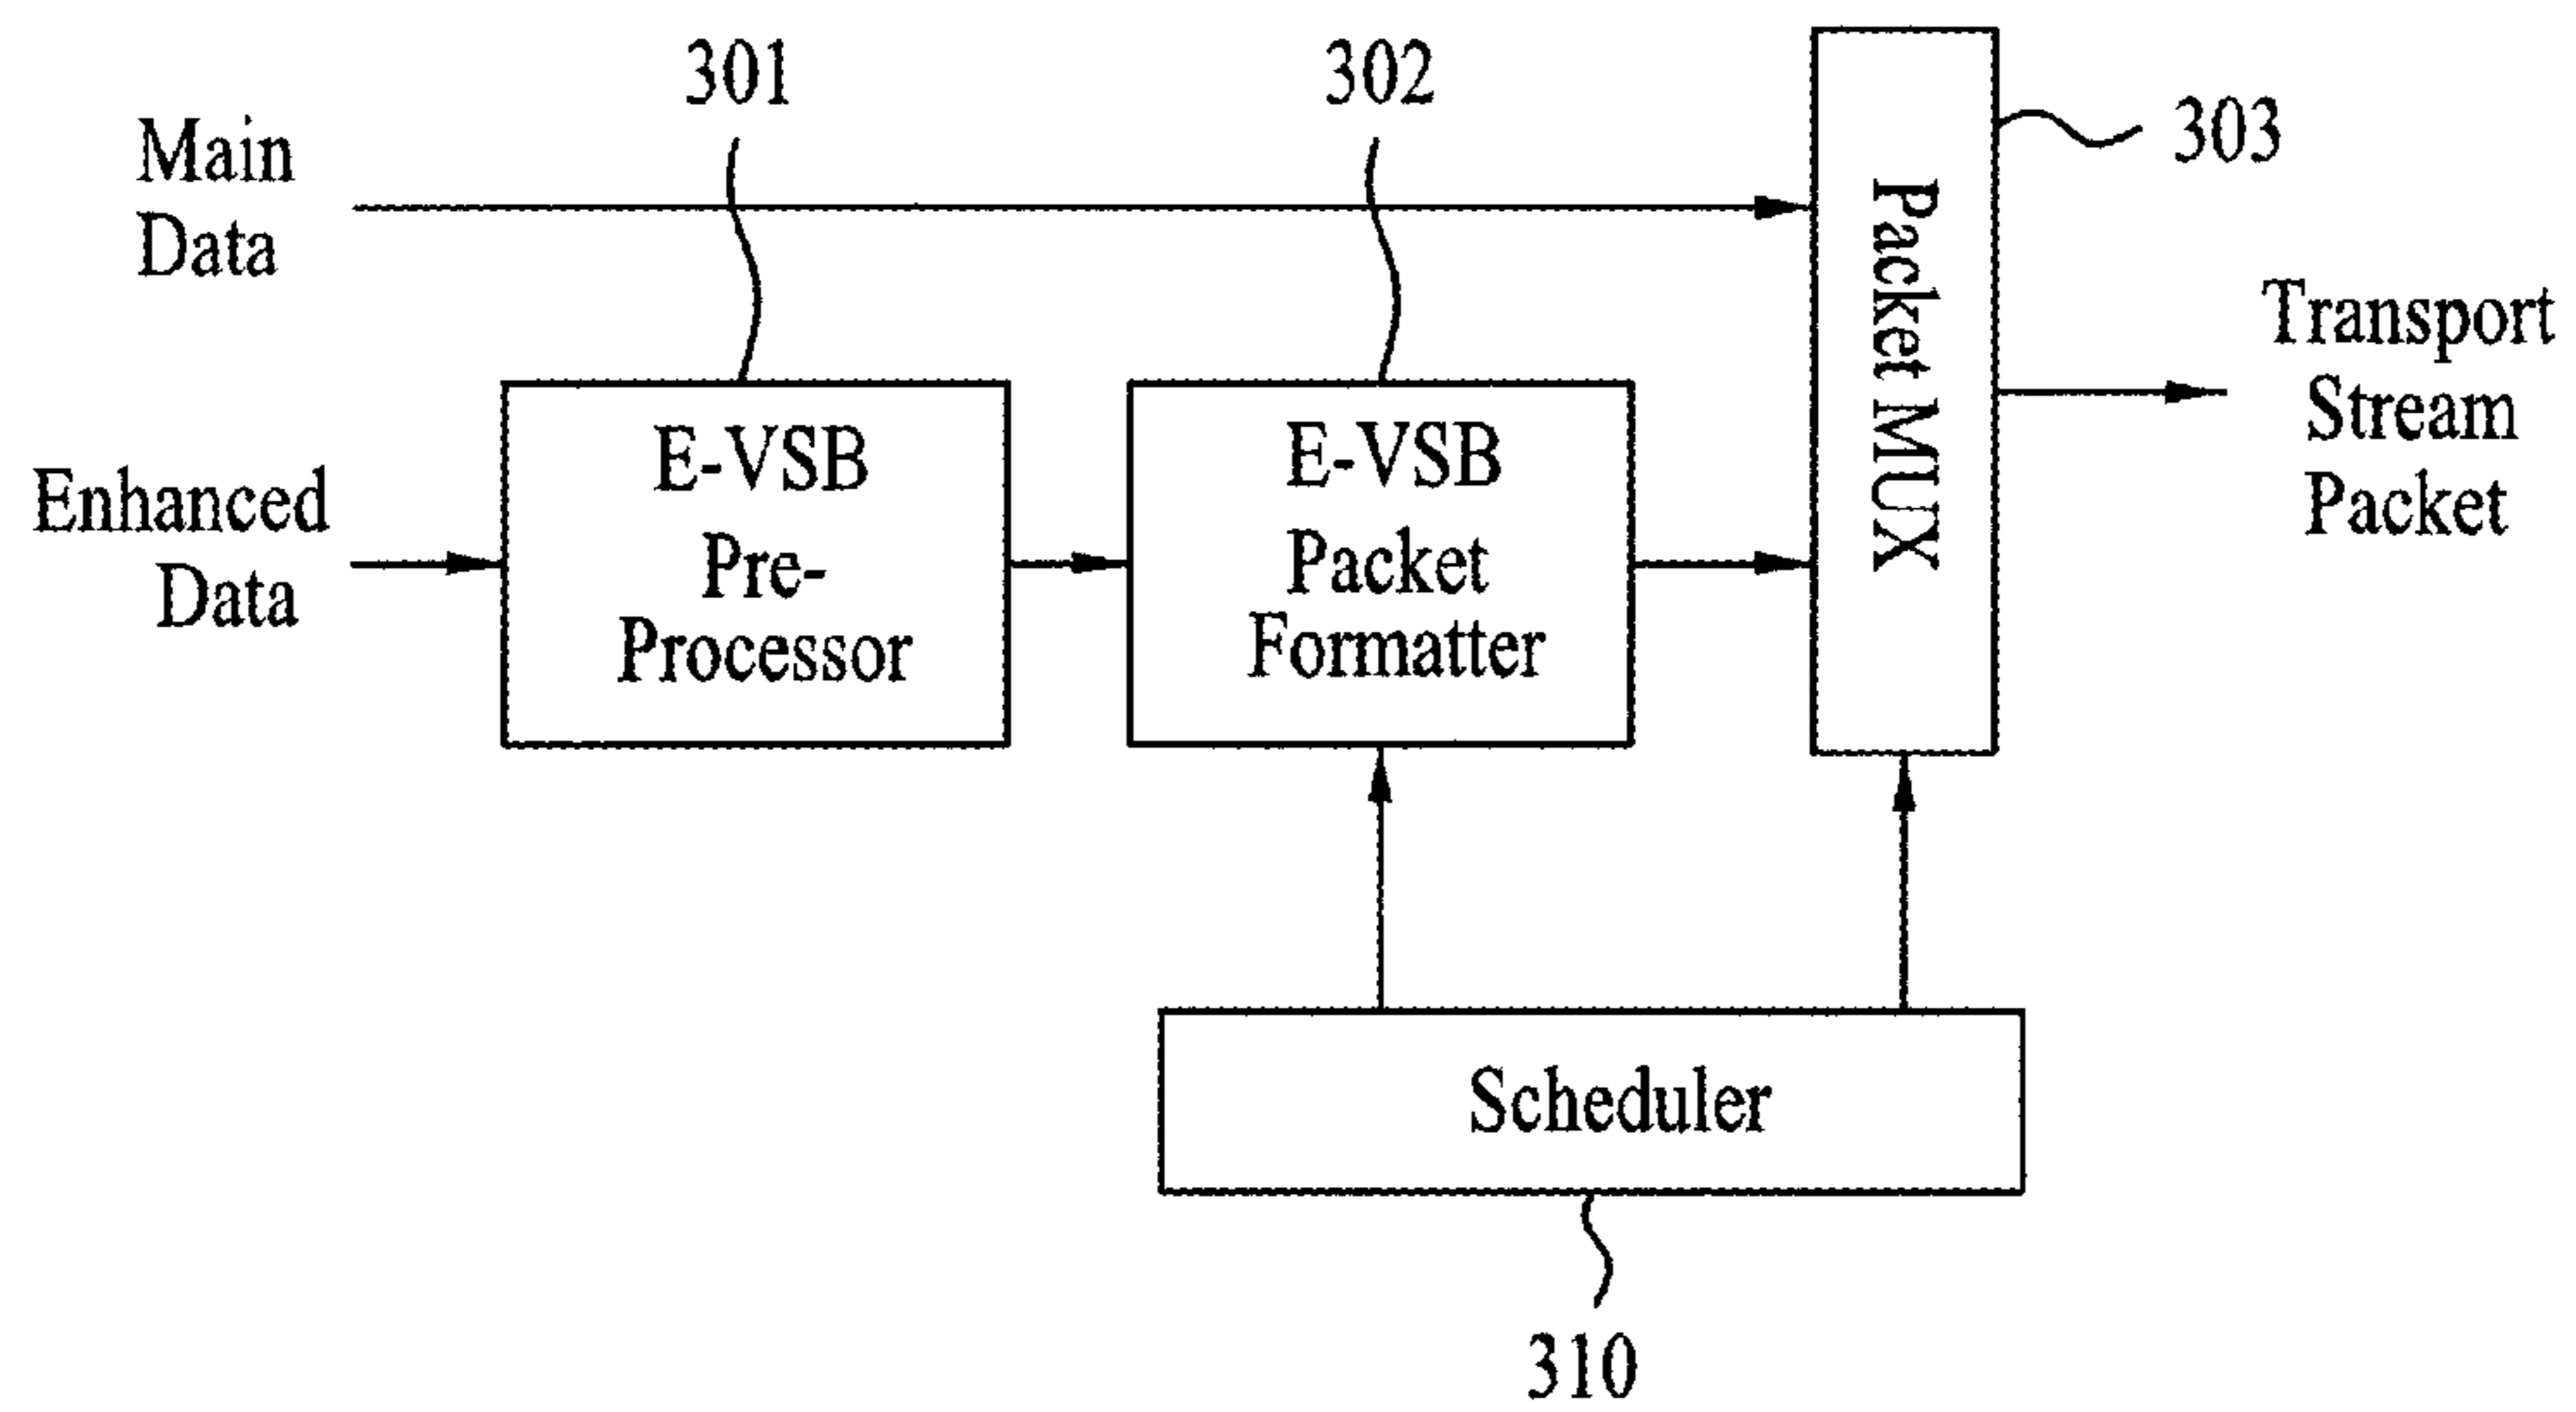 301
302
303
Main
Data
Packet MUX
Transport
Stream
Packet
Enhanced
Data
E-VSB
Pre-
Processor
E-VSB
Packet
Formatter
Scheduler
310